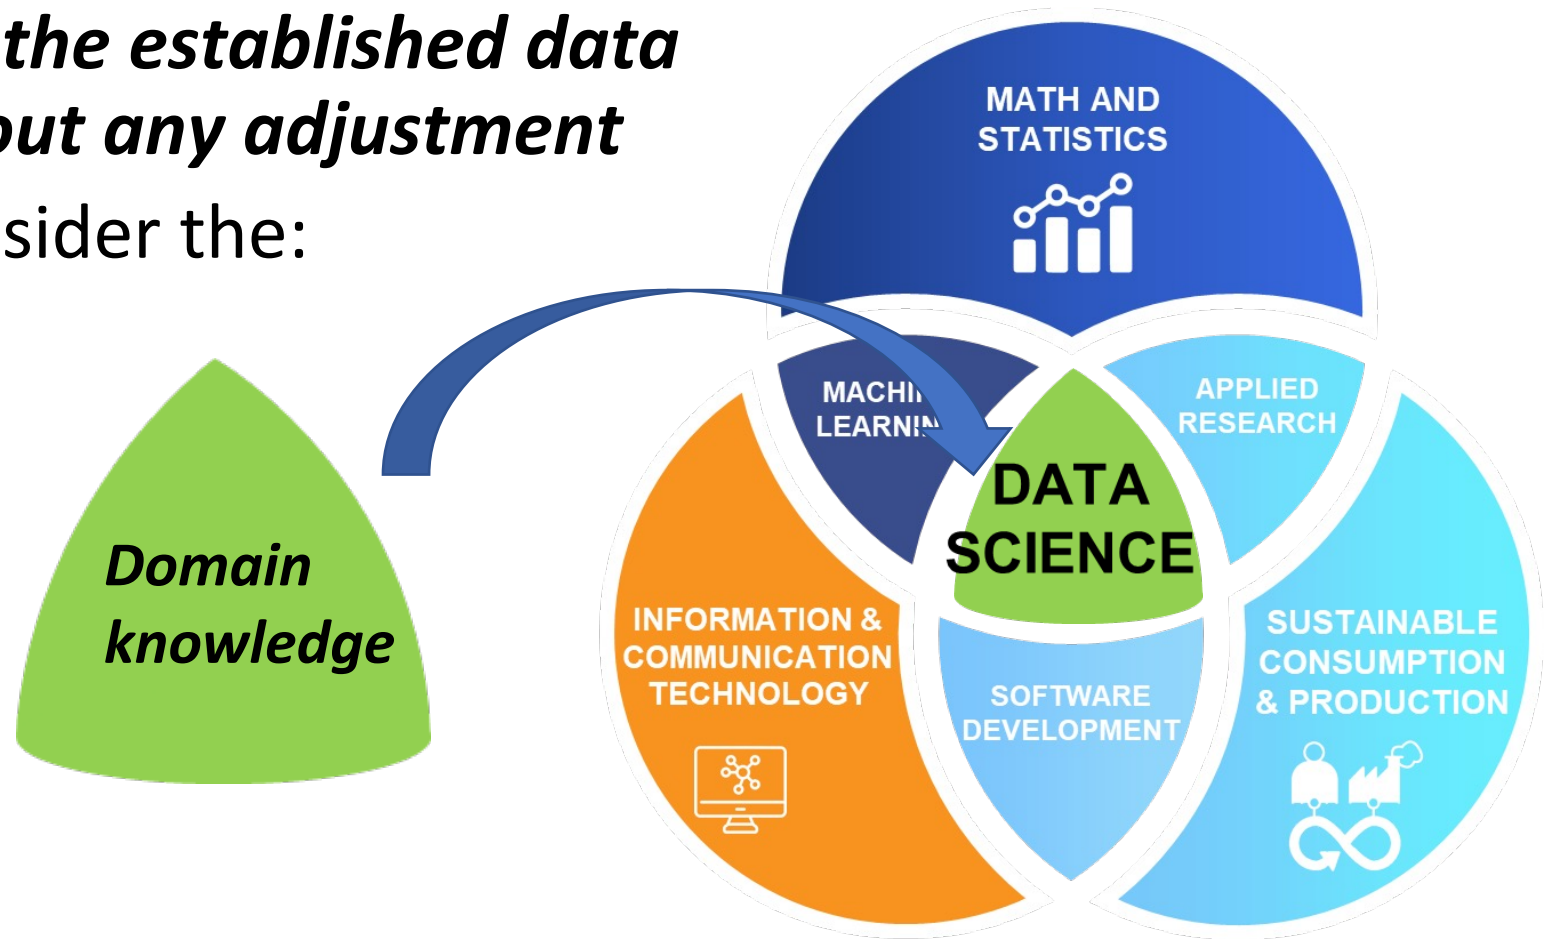 the established data
out any adjustment
sider the:
Domain
knowledge
MATH AND
STATISTICS
LEARNIN
APPLIED
RESEARCH
DATA
SCIENCE
INFORMATION &
COMMUNICATION
TECHNOLOGY
SOFTWARE
DEVELOPMENT
SUSTAINABLE
CONSUMPTION
& PRODUCTION